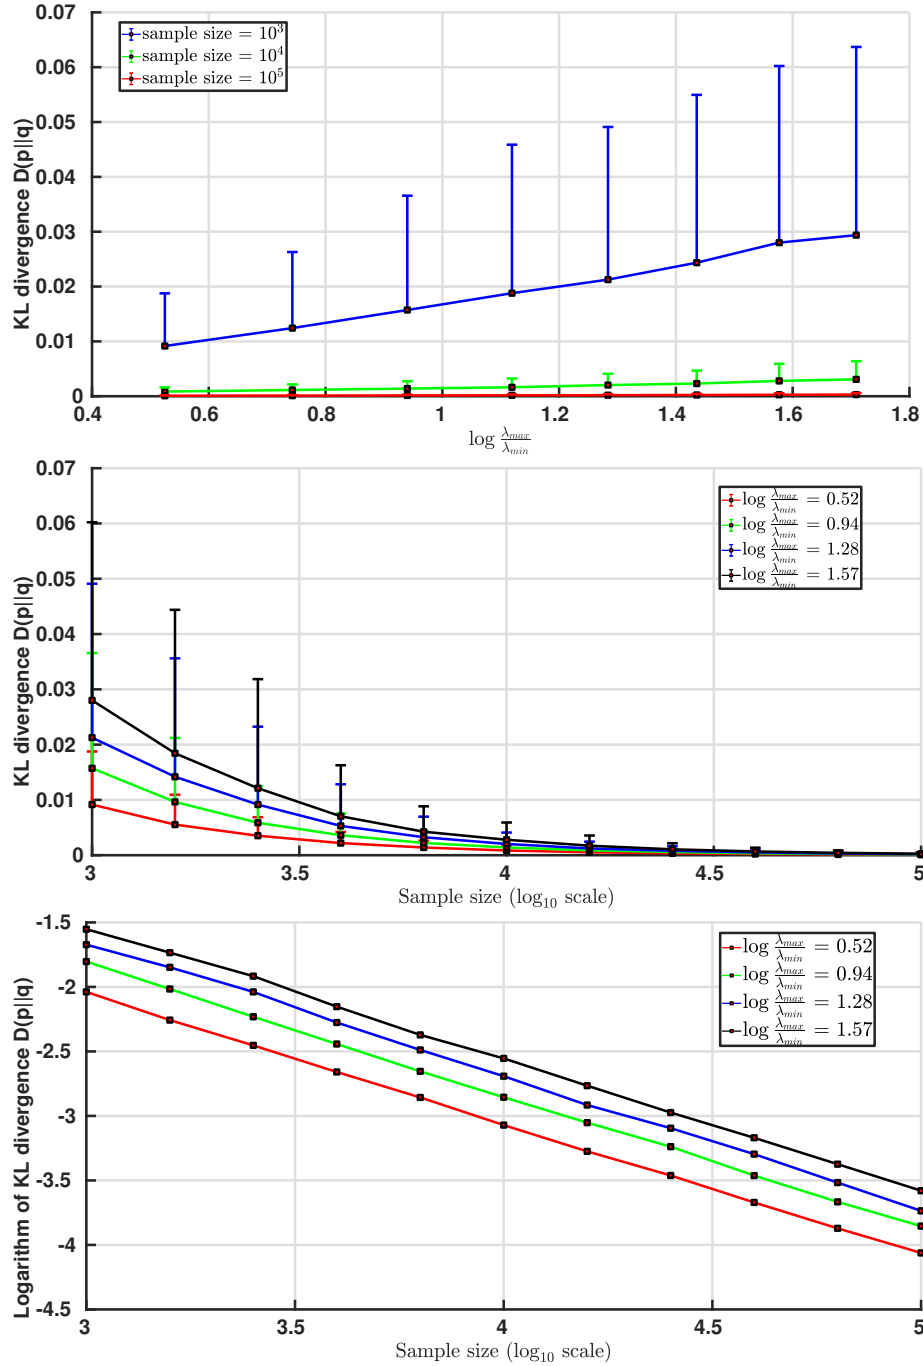 0.07
0.06
0.05
0.04
0.03
0.02
0.01
0
KL divergence D(p||q)
sample size = 10³
sample size = 10⁴
sample size = 10⁵
0.4 0.6 0.8 1 1.2 1.4 1.6 1.8
log λmax/λmin
0.07
0.06
0.05
0.04
0.03
0.02
0.01
0
KL divergence D(p||q)
log λmax/λmin = 0.52
log λmax/λmin = 0.94
log λmax/λmin = 1.28
log λmax/λmin = 1.57
3 3.5 4 4.5 5
Sample size (log₁₀ scale)
-1.5
-2
-2.5
-3
-3.5
-4
-4.5
Logarithm of KL divergence D(p||q)
log λmax/λmin = 0.52
log λmax/λmin = 0.94
log λmax/λmin = 1.28
log λmax/λmin = 1.57
3 3.5 4 4.5 5
Sample size (log₁₀ scale)